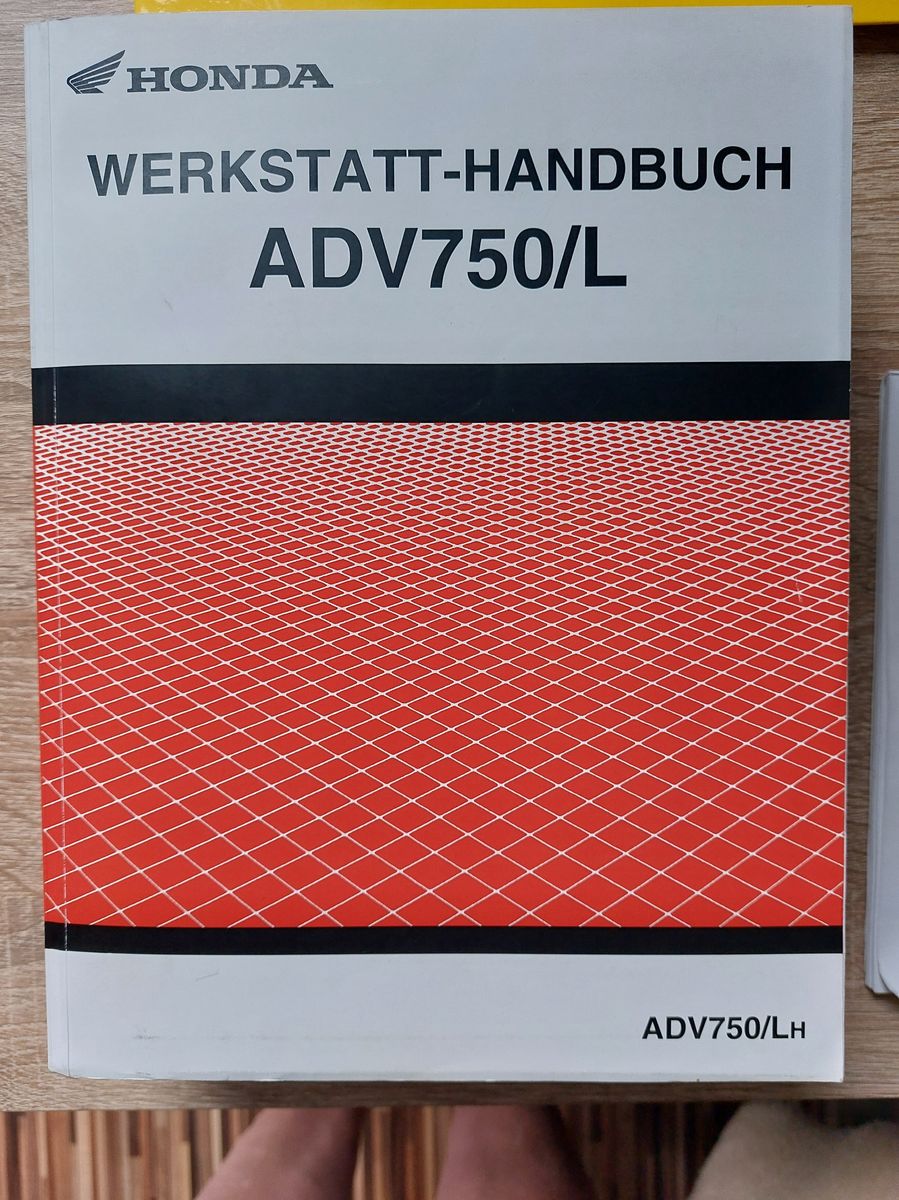 HONDA
WERKSTATT-HANDBUCH
ADV750/L
ADV750/LH